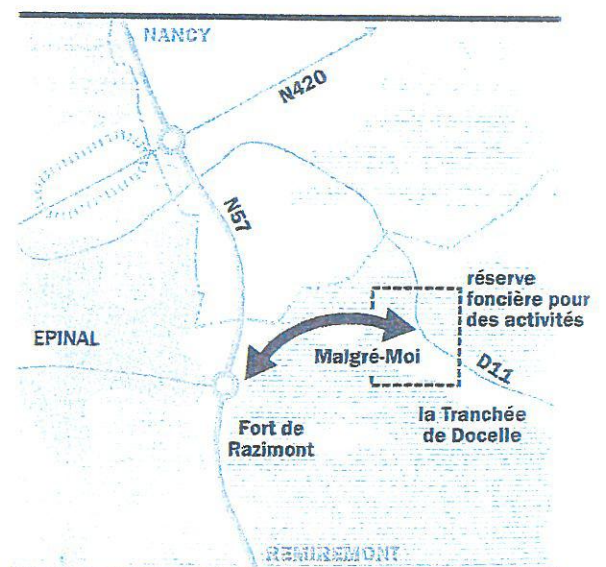 NANCY
N420
N57
réserve
foncière pour
des activités
EPINAL
Malgré-Moi
D11
la Tranchée
de Docelle
Fort de
Razimont
REMIREMONT